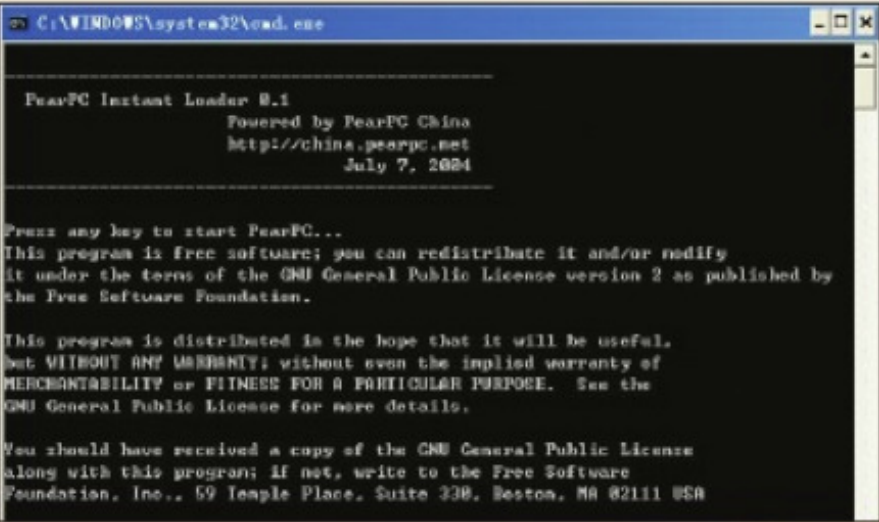 C:\WINDOWS\system32\cmd.exe
PearPC Instant Loader 0.1
Powered by PearPC China
http://china.pearpc.net
July 7, 2004
Press any key to start PearPC...
This program is free software; you can redistribute it and/or modify
it under the terms of the GNU General Public License version 2 as published by
the Free Software Foundation.
This program is distributed in the hope that it will be useful,
but WITHOUT ANY WARRANTY; without even the implied warranty of
MERCHANTABILITY or FITNESS FOR A PARTICULAR PURPOSE.  See the
GNU General Public License for more details.
You should have received a copy of the GNU General Public License
along with this program; if not, write to the Free Software
Foundation, Inc., 59 Temple Place, Suite 330, Boston, MA 02111 USA